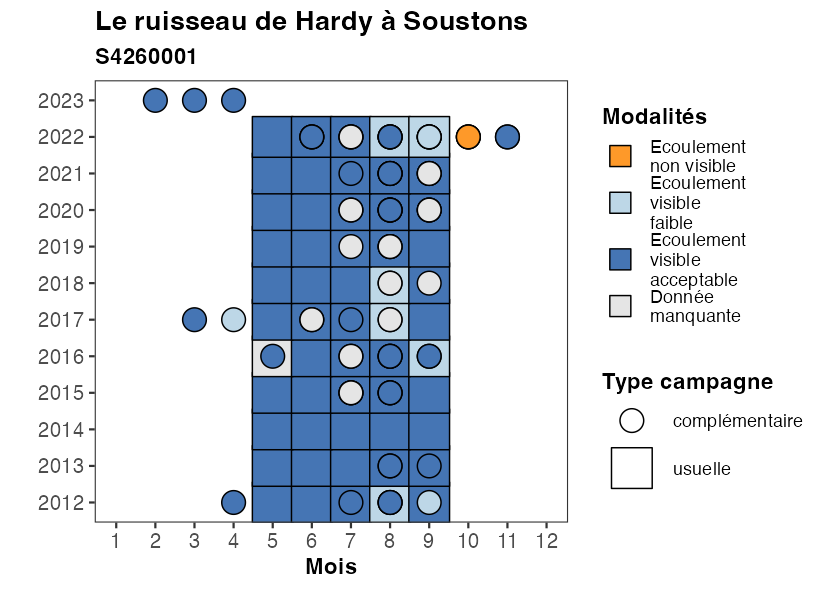 Le ruisseau de Hardy à Soustons
S4260001
2023
2022
2021
2020
2019
2018
2017
2016
2015
2014
2013
2012
1 2 3 4 5 6 7 8 9 10 11 12
Mois
Modalités
Ecoulement
non visible
Ecoulement
visible
faible
Ecoulement
visible
acceptable
Donnée
manquante
Type campagne
complémentaire
usuelle